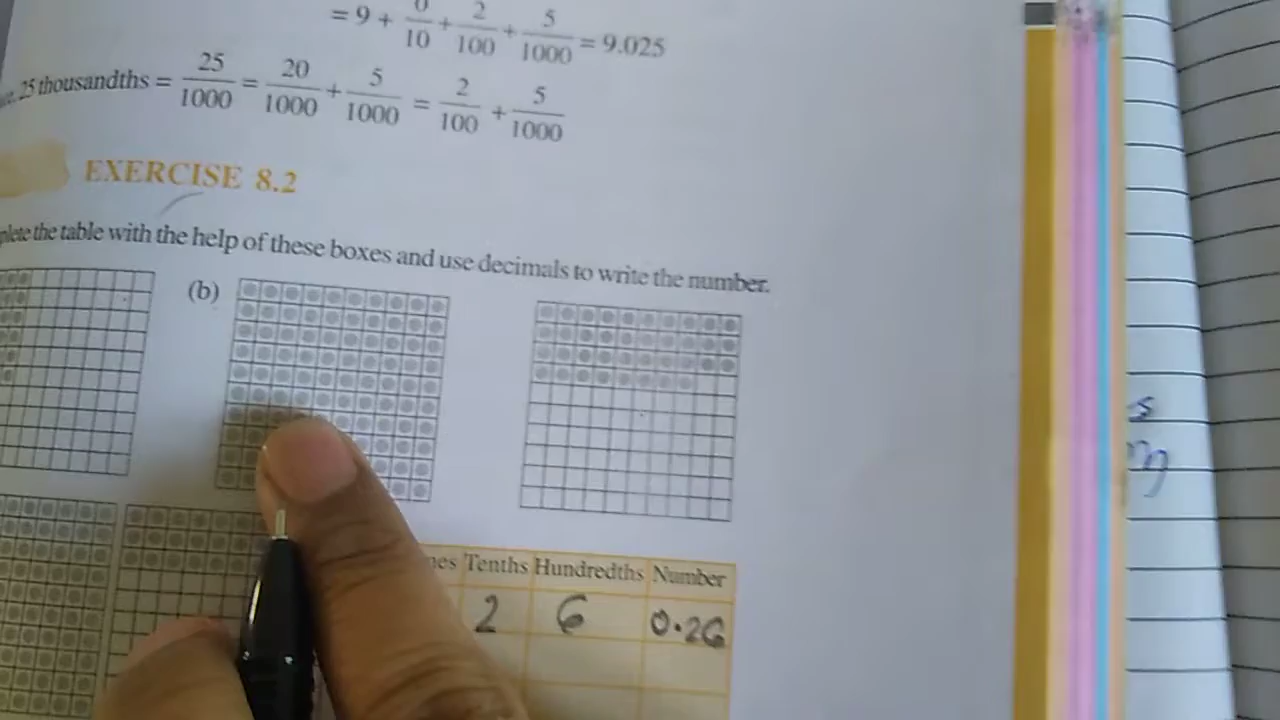 = 9 + 0/10 + 2/100 + 5/1000 = 9.025
25 thousandths = 25/1000 = 20/1000 + 5/1000 = 2/100 + 5/1000
EXERCISE 8.2
the table with the help of these boxes and use decimals to write the number.
(b)
Tenths Hundredths Number
2 6 0.26